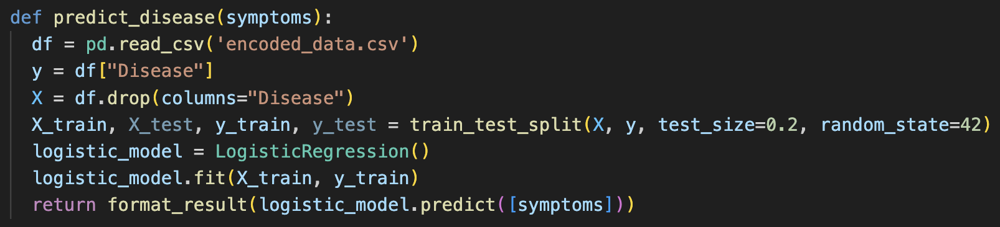 def predict_disease(symptoms):
df = pd.read_csv('encoded_data.csv')
y = df["Disease"]
X = df.drop(columns="Disease")
X_train, X_test, y_train, y_test = train_test_split(X, y, test_size=0.2, random_state=42)
logistic_model = LogisticRegression()
logistic_model.fit(X_train, y_train)
return format_result(logistic_model.predict([symptoms]))